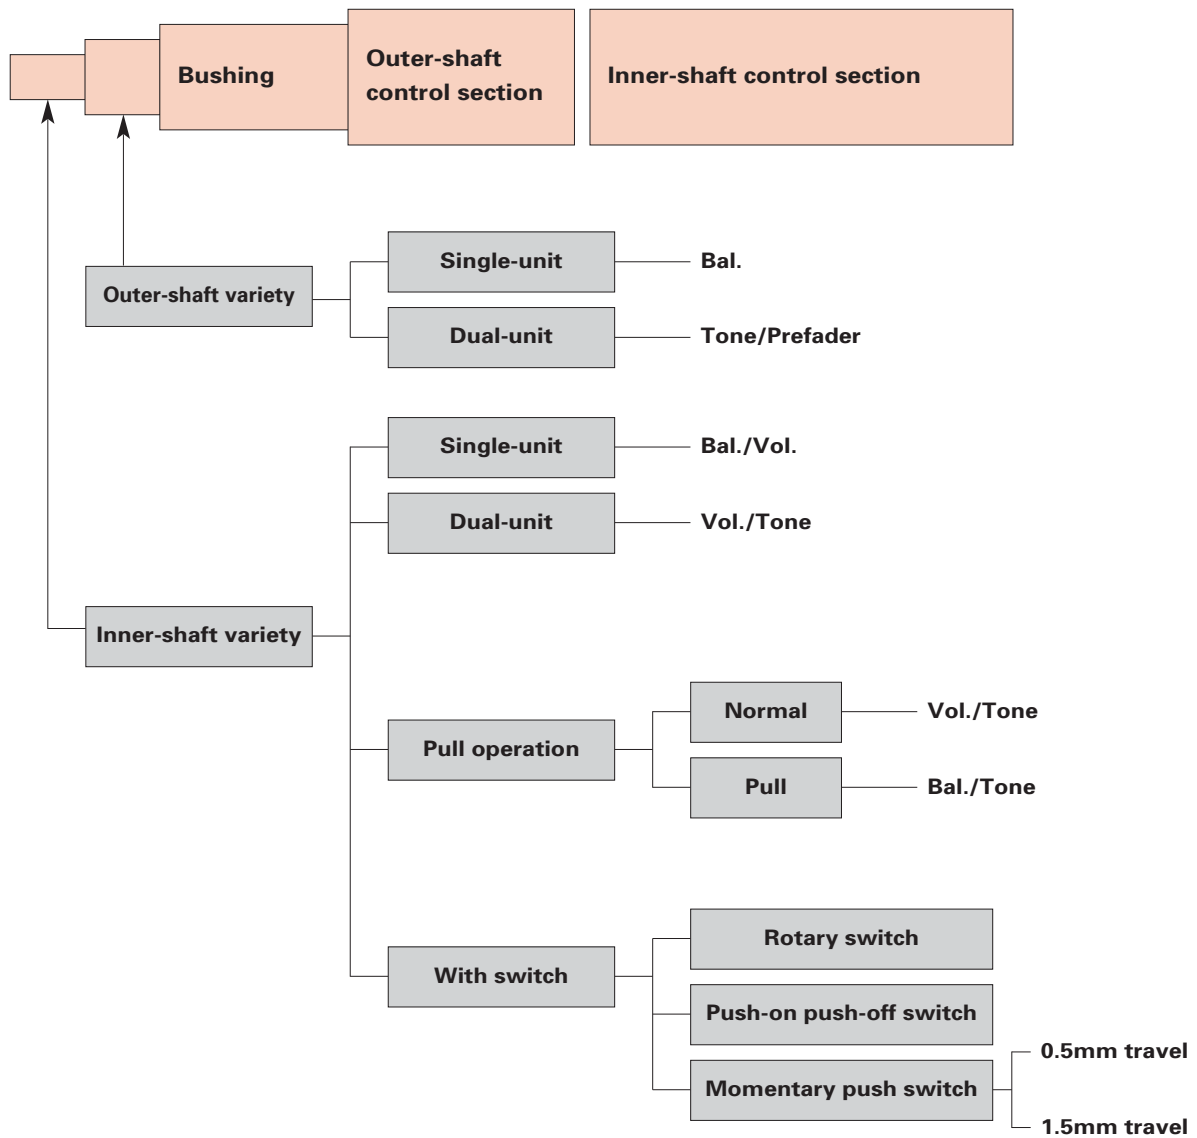 Bushing
Outer-shaft
control section
Inner-shaft control section
Outer-shaft variety
Single-unit
Bal.
Dual-unit
Tone/Prefader
Inner-shaft variety
Single-unit
Bal./Vol.
Dual-unit
Vol./Tone
Pull operation
Normal
Vol./Tone
Pull
Bal./Tone
With switch
Rotary switch
Push-on push-off switch
Momentary push switch
0.5mm travel
1.5mm travel